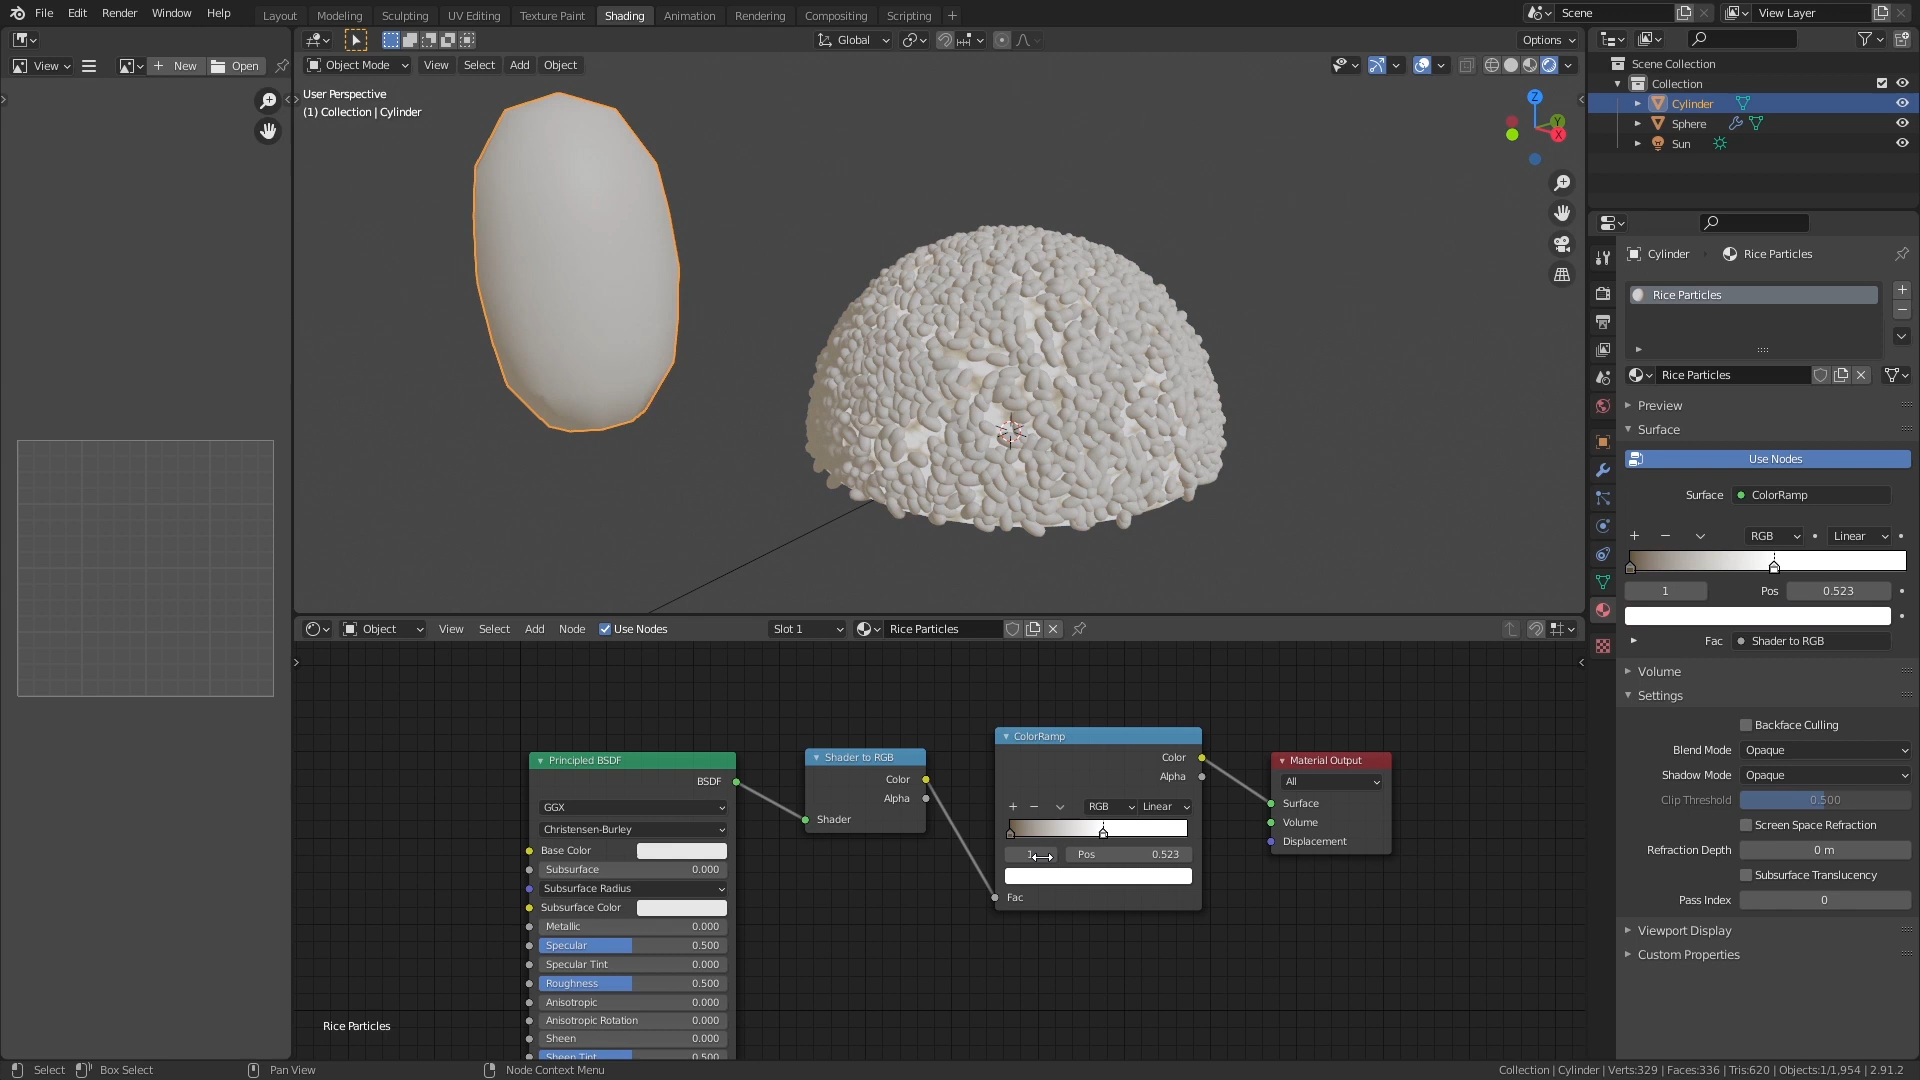 File Edit Render Window Help
Layout Modeling Sculpting UV Editing Texture Paint Shading Animation Rendering Compositing Scripting +
Scene
View Layer
Global
Options
View
New
Open
Object Mode View Select Add Object
User Perspective
(1) Collection | Cylinder
Z
Y
X
Scene Collection
Collection
Cylinder
Sphere
Sun
Cylinder Rice Particles
Rice Particles
Rice Particles
Preview
Surface
Use Nodes
Surface ColorRamp
RGB Linear
1 Pos 0.523
Fac Shader to RGB
Volume
Settings
Backface Culling
Blend Mode Opaque
Shadow Mode Opaque
Clip Threshold 0.500
Screen Space Refraction
Refraction Depth 0 m
Subsurface Translucency
Pass Index 0
Viewport Display
Custom Properties
Object View Select Add Node Use Nodes Slot 1 Rice Particles
Principled BSDF
BSDF
GGX
Christensen-Burley
Base Color
Subsurface 0.000
Subsurface Radius
Subsurface Color
Metallic 0.000
Specular 0.500
Specular Tint 0.000
Roughness 0.500
Anisotropic 0.000
Anisotropic Rotation 0.000
Sheen 0.000
Sheen Tint 0.500
Shader to RGB
Color
Alpha
Shader
ColorRamp
Color
Alpha
RGB Linear
1 Pos 0.523
Fac
Material Output
All
Surface
Volume
Displacement
Rice Particles
Select Box Select Pan View Node Context Menu
Collection | Cylinder | Verts:329 | Faces:336 | Tris:620 | Objects:1/1,954 | 2.91.2